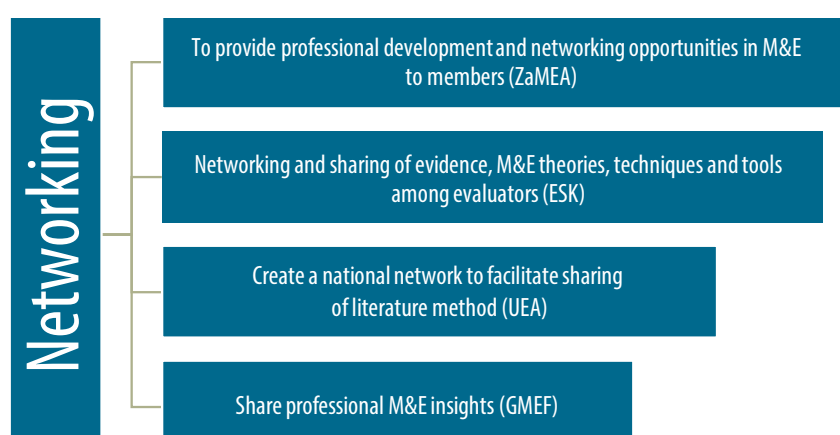 Networking
To provide professional development and networking opportunities in M&E
to members (ZaMEA)
Networking and sharing of evidence, M&E theories, techniques and tools
among evaluators (ESK)
Create a national network to facilitate sharing
of literature method (UEA)
Share professional M&E insights (GMEF)